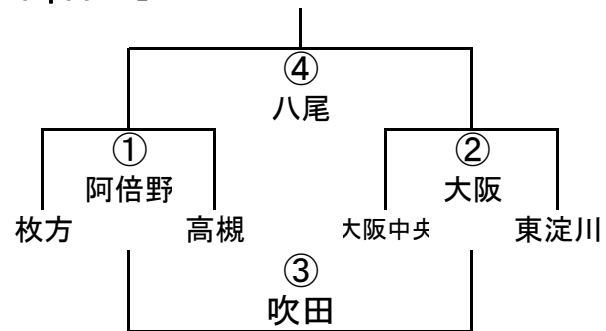 ④
八尾
① ②
阿倍野 大阪
枚方 高槻 大阪中央 東淀川
③
吹田